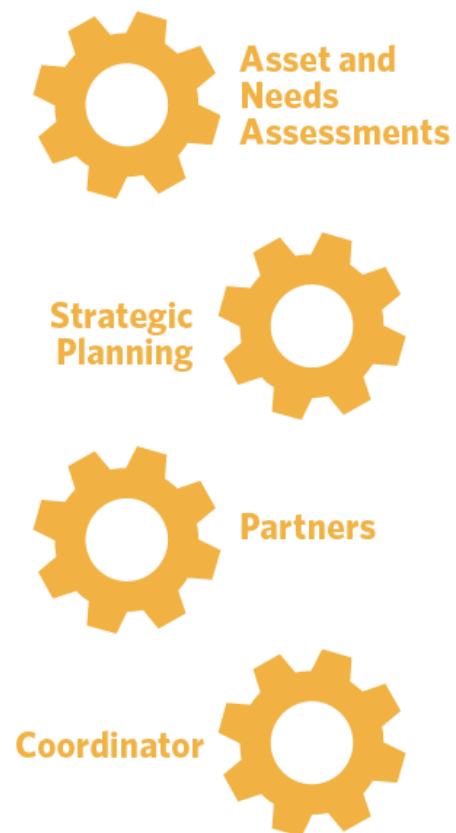 Asset and
Needs
Assessments
Strategic
Planning
Partners
Coordinator